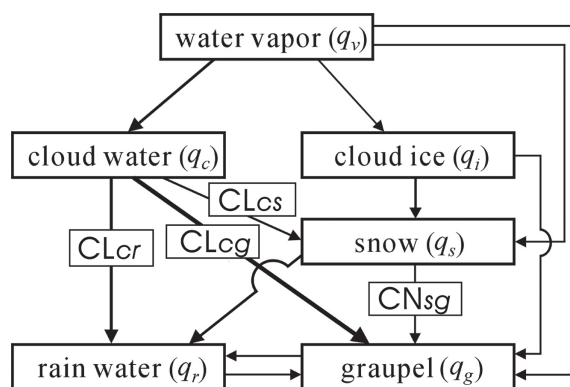 water vapor (qv)
cloud water (qc)
cloud ice (qi)
CLcs
CLcr
CLcg
snow (qs)
CNsg
rain water (qr)
graupel (qg)